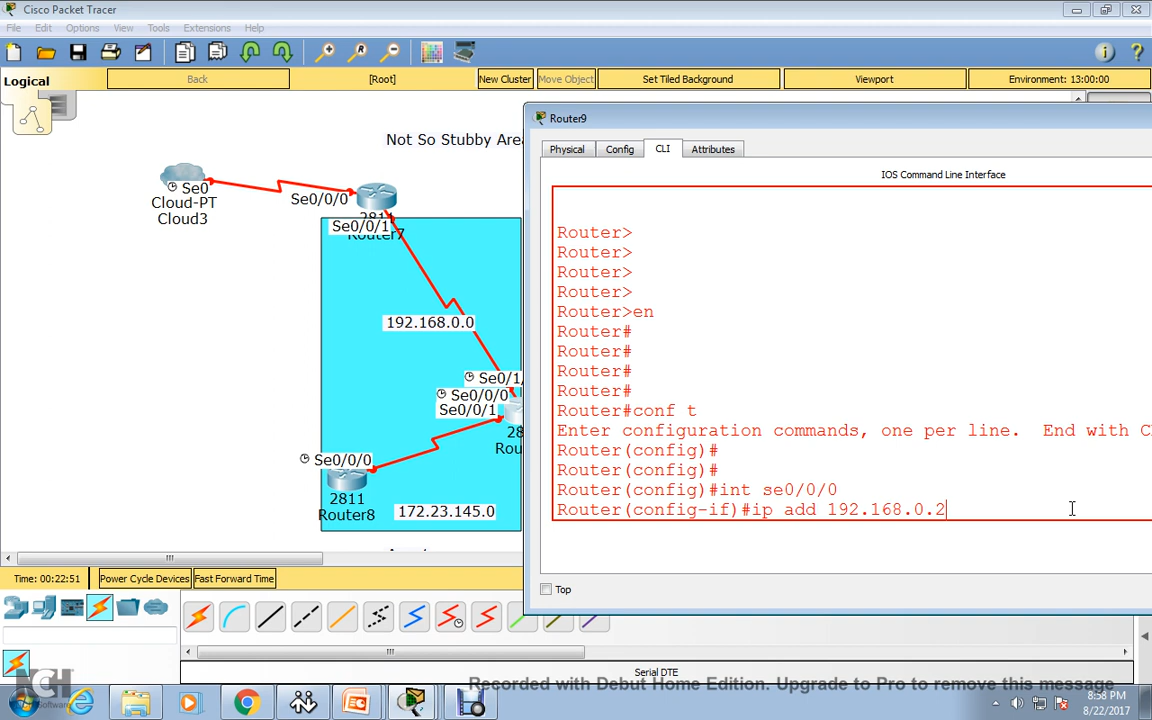 Cisco Packet Tracer
File Edit Options View Tools Extensions Help
Logical
Back
[Root]
New Cluster
Move Object
Set Tiled Background
Viewport
Environment: 13:00:00
Not So Stubby Area
Se0
Cloud-PT
Cloud3
Se0/0/0
Se0/0/1
Router7
192.168.0.0
Se0/1/
Se0/0/0
Se0/0/1
28
Rou
Se0/0/0
2811
Router8
172.23.145.0
Router9
Physical Config CLI Attributes
IOS Command Line Interface
Router>
Router>
Router>
Router>
Router>en
Router#
Router#
Router#
Router#
Router#conf t
Enter configuration commands, one per line. End with C
Router(config)#
Router(config)#
Router(config)#int se0/0/0
Router(config-if)#ip add 192.168.0.2
Top
Time: 00:22:51
Power Cycle Devices
Fast Forward Time
Serial DTE
NCH
Software
Recorded with Debut Home Edition. Upgrade to Pro to remove this message
8:58 PM
8/22/2017